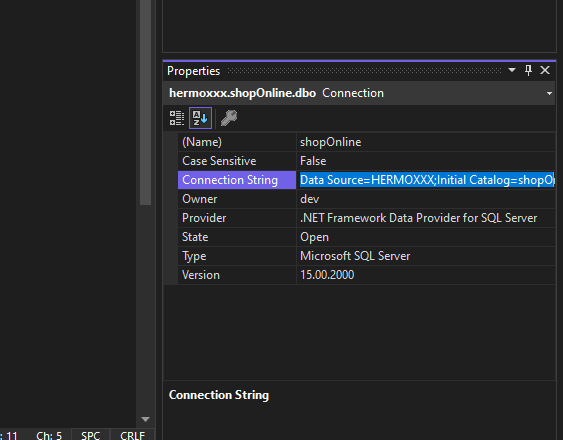 Properties
hermoxxx.shopOnline.dbo Connection
(Name) shopOnline
Case Sensitive False
Connection String Data Source=HERMOXXX;Initial Catalog=shopO
Owner dev
Provider .NET Framework Data Provider for SQL Server
State Open
Type Microsoft SQL Server
Version 15.00.2000
Connection String
: 11 Ch: 5 SPC CRLF